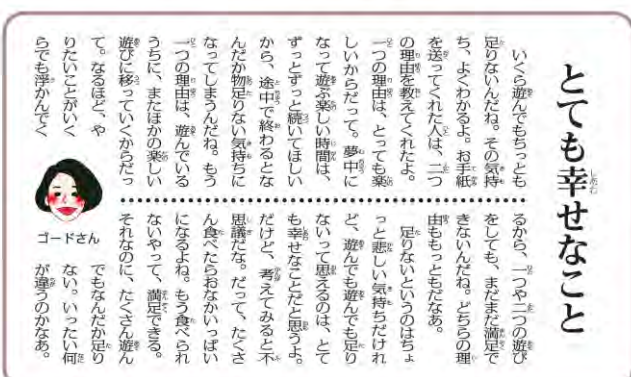 とても幸せなこと
いくら遊んでもちっとも
足りないんだね。その気持
ち、よくわかるよ。お手紙
を送ってくれた人は、二つ
の理由を教えてくれたよ。
一つの理由は、とっても楽
しいからだって。夢中に
なって遊ぶ楽しい時間は、
ずっとずっと続いてほしい
から、途中で終わるとな
んだか物足りない気持ちに
なってしまうんだね。もう
一つの理由は、遊んでいる
うちに、またほかの楽しい
遊びに移っていくからだっ
て。なるほど、や
りたいことがいく
らでも浮かんでく
るから、一つや二つの遊び
をしても、まだまだ満足で
きないんだね。どちらの理
由ももっともだなあ。
足りないというのはちょ
っと悲しい気持ちだけれ
ど、遊んでも遊んでも足り
ないって思えるのは、とて
も幸せなことだと思うよ。
だけど、考えてみると不
思議だな。だって、たくさ
ん食べたらおなかいっぱい
になるよね。もう食べられ
ないやって、満足できる。
それなのに、たくさん遊ん
でもなんだか足り
ない。いったい何
が違うのかなあ。
ゴードさん